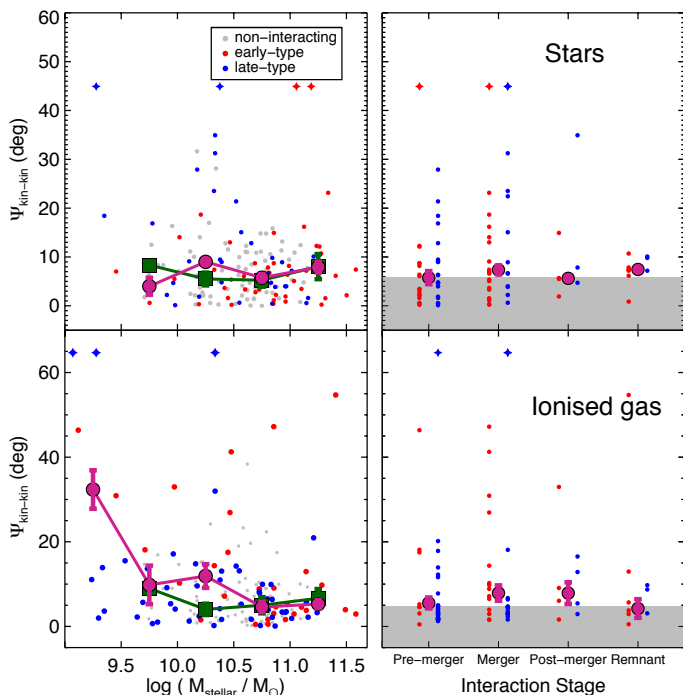 60
50
40
30
20
10
0
Ψkin−kin (deg)
non−interacting
early−type
late−type
Stars
60
40
20
0
Ψkin−kin (deg)
Ionised gas
9.5 10.0 10.5 11.0 11.5
log ( Mstellar / M⊙ )
Pre−merger Merger Post−merger Remnant
Interaction Stage